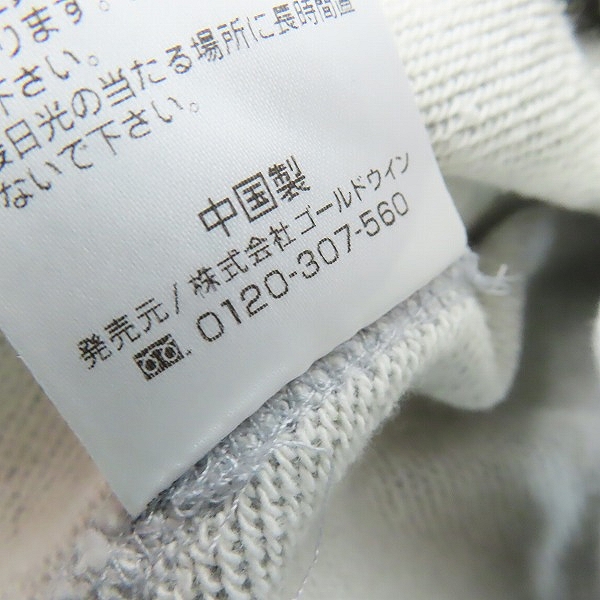 ります。
下さい。
接日光の当たる場所に長時間置
ないで下さい。
中国製
発売元/株式会社ゴールドウイン
0120-307-560